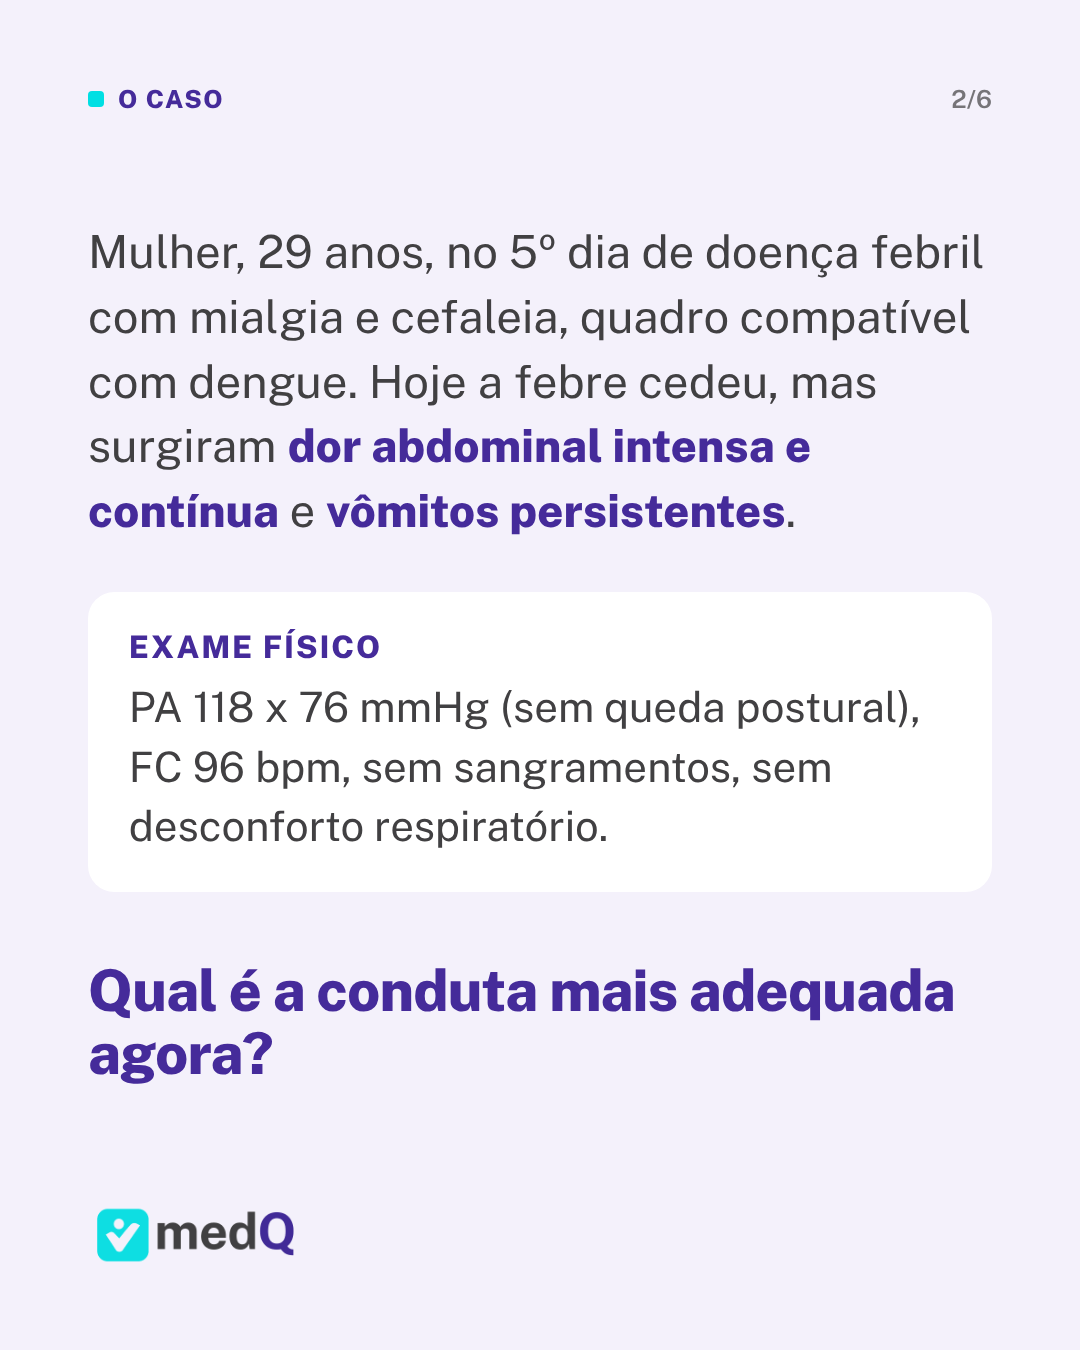 O CASO
2/6
Mulher, 29 anos, no 5º dia de doença febril
com mialgia e cefaleia, quadro compatível
com dengue. Hoje a febre cedeu, mas
surgiram dor abdominal intensa e
contínua e vômitos persistentes.
EXAME FÍSICO
PA 118 x 76 mmHg (sem queda postural),
FC 96 bpm, sem sangramentos, sem
desconforto respiratório.
Qual é a conduta mais adequada
agora?
medQ